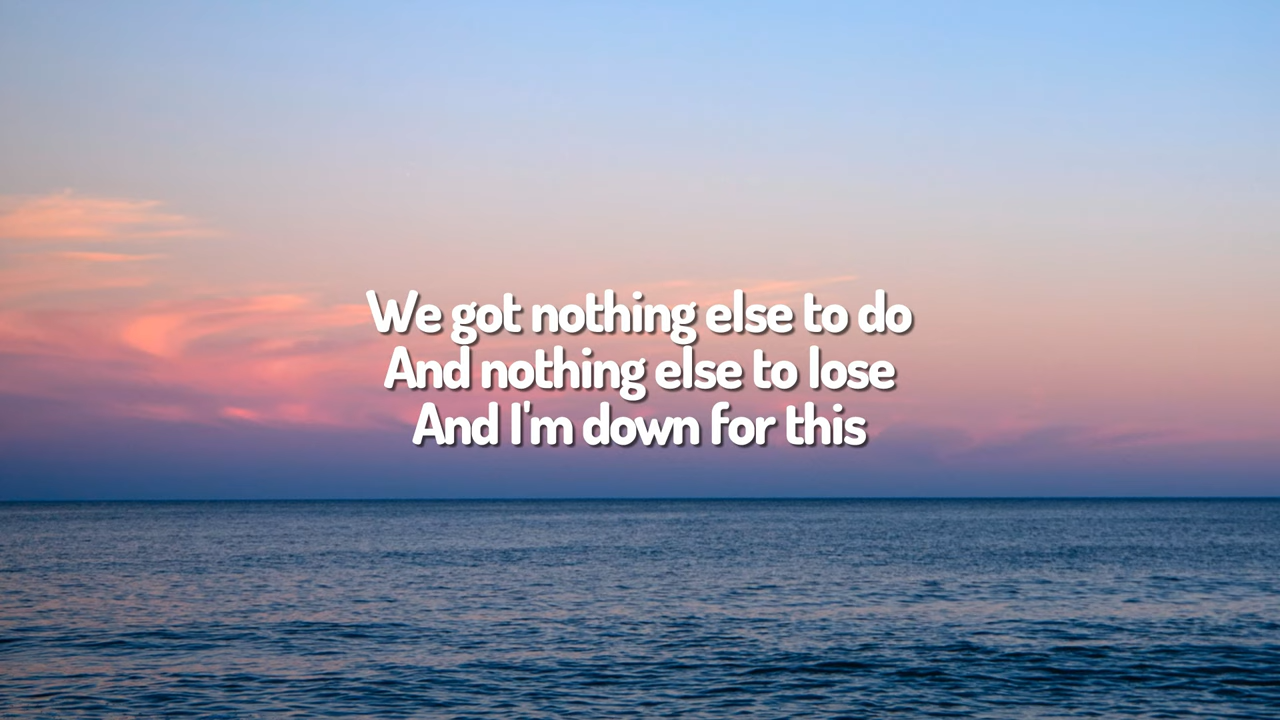 We got nothing else to do
And nothing else to lose
And I'm down for this